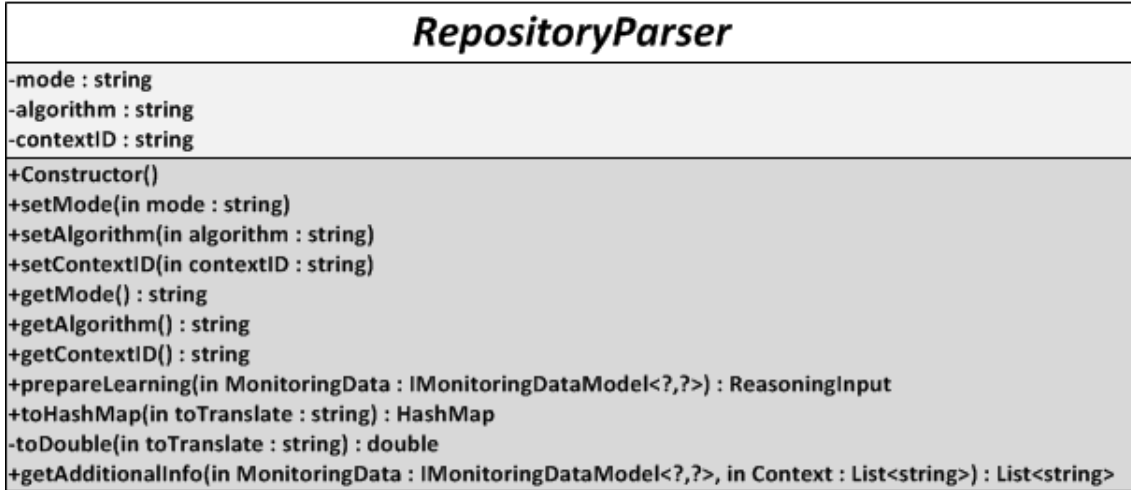 RepositoryParser
-mode : string
-algorithm : string
-contextID : string
+Constructor()
+setMode(in mode : string)
+setAlgorithm(in algorithm : string)
+setContextID(in contextID : string)
+getMode() : string
+getAlgorithm() : string
+getContextID() : string
+prepareLearning(in MonitoringData : IMonitoringDataModel<?,?>) : ReasoningInput
+toHashMap(in toTranslate : string) : HashMap
-toDouble(in toTranslate : string) : double
+getAdditionalInfo(in MonitoringData : IMonitoringDataModel<?,?>, in Context : List<string>) : List<string>